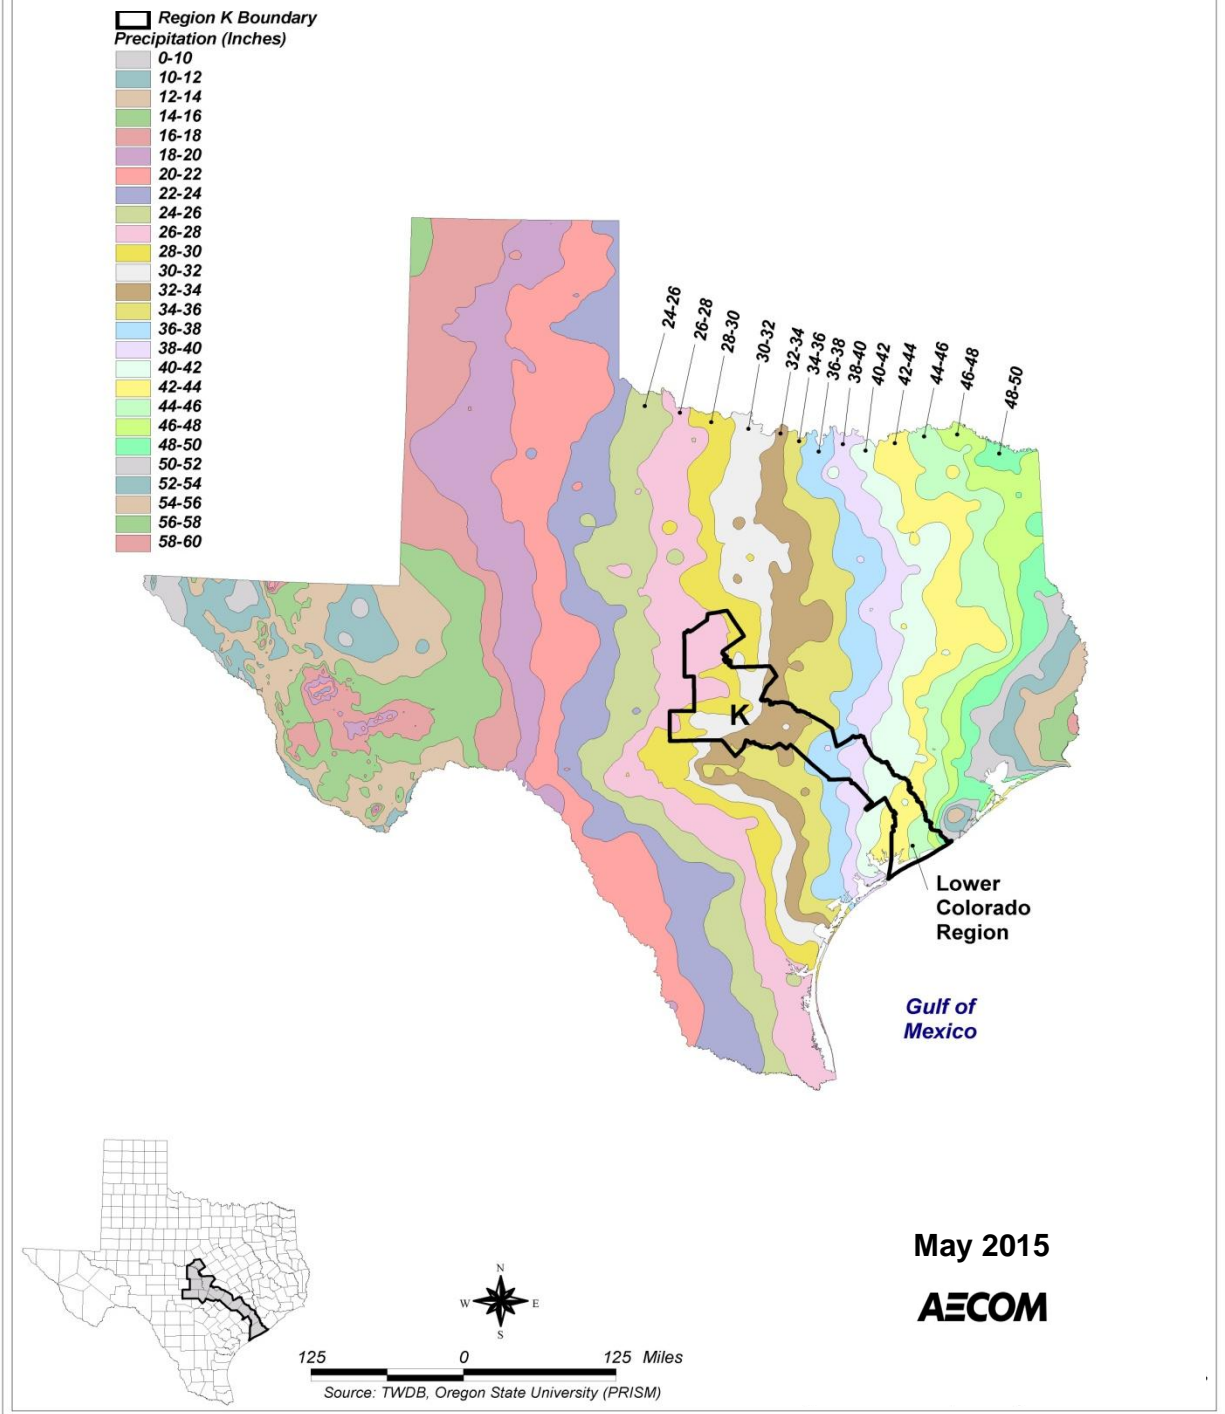 Region K Boundary
Precipitation (Inches)
0-10
10-12
12-14
14-16
16-18
18-20
20-22
22-24
24-26
26-28
28-30
30-32
32-34
34-36
36-38
38-40
40-42
42-44
44-46
46-48
48-50
50-52
52-54
54-56
56-58
58-60
24-26
26-28
28-30
30-32
32-34
34-36
36-38
38-40
40-42
42-44
44-46
46-48
48-50
K
Lower
Colorado
Region
Gulf of
Mexico
May 2015
AECOM
N
W E
S
125 0 125 Miles
Source: TWDB, Oregon State University (PRISM)